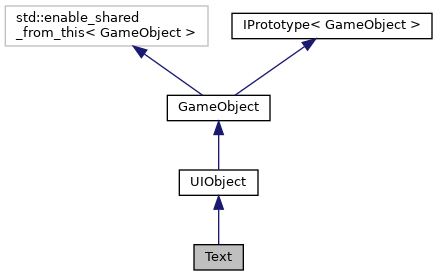 std::enable_shared
_from_this< GameObject >
IPrototype< GameObject >
GameObject
UIObject
Text